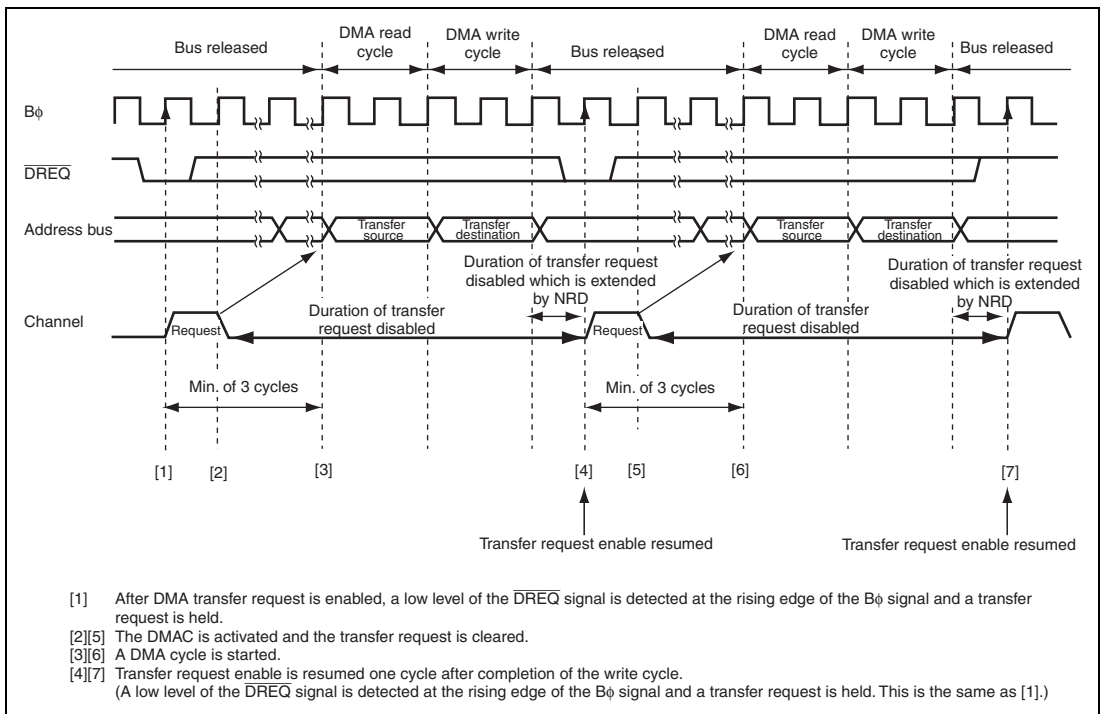 Bus released
DMA read cycle
DMA write cycle
Bus released
DMA read cycle
DMA write cycle
Bus released
Bφ
DREQ
Address bus
Transfer source
Transfer destination
Transfer source
Transfer destination
Duration of transfer request disabled which is extended by NRD
Duration of transfer request disabled which is extended by NRD
Channel
Request
Duration of transfer request disabled
Request
Duration of transfer request disabled
Min. of 3 cycles
Min. of 3 cycles
[1]
[2]
[3]
[4]
[5]
[6]
[7]
Transfer request enable resumed
Transfer request enable resumed
[1] After DMA transfer request is enabled, a low level of the DREQ signal is detected at the rising edge of the Bφ signal and a transfer
request is held.
[2][5] The DMAC is activated and the transfer request is cleared.
[3][6] A DMA cycle is started.
[4][7] Transfer request enable is resumed one cycle after completion of the write cycle.
(A low level of the DREQ signal is detected at the rising edge of the Bφ signal and a transfer request is held. This is the same as [1].)